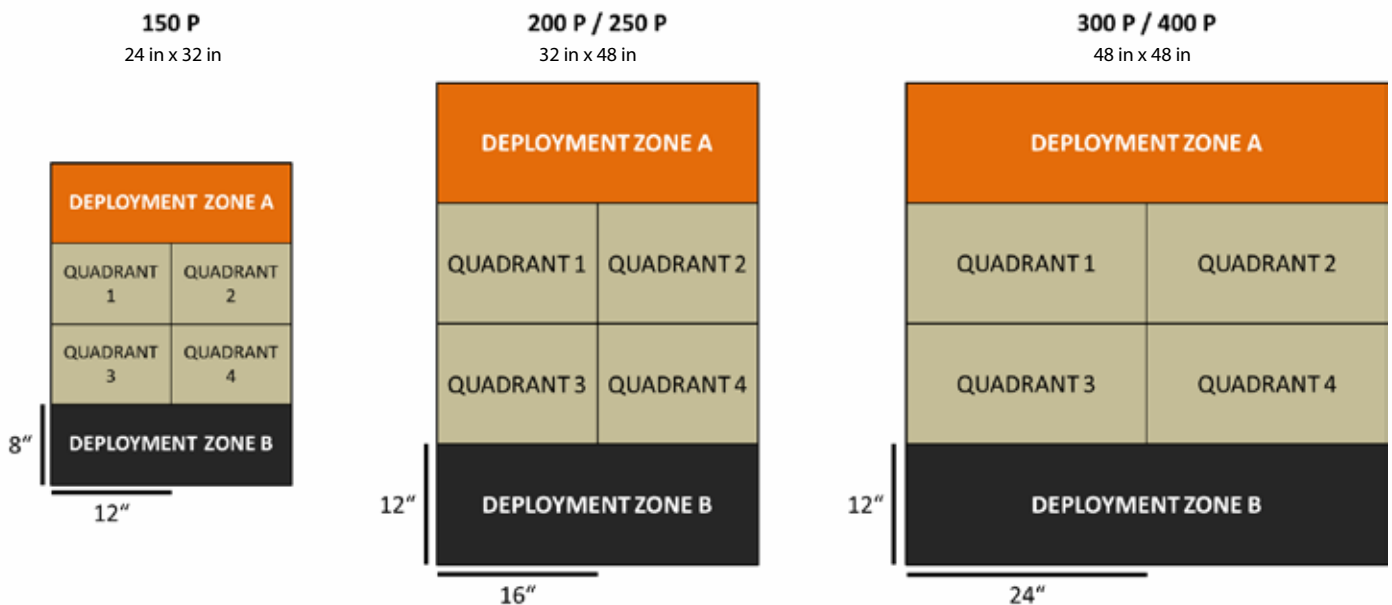 150 P
24 in x 32 in
DEPLOYMENT ZONE A
QUADRANT
1
QUADRANT
2
QUADRANT
3
QUADRANT
4
DEPLOYMENT ZONE B
8“
12“
200 P / 250 P
32 in x 48 in
DEPLOYMENT ZONE A
QUADRANT 1
QUADRANT 2
QUADRANT 3
QUADRANT 4
DEPLOYMENT ZONE B
12“
16“
300 P / 400 P
48 in x 48 in
DEPLOYMENT ZONE A
QUADRANT 1
QUADRANT 2
QUADRANT 3
QUADRANT 4
DEPLOYMENT ZONE B
12“
24“